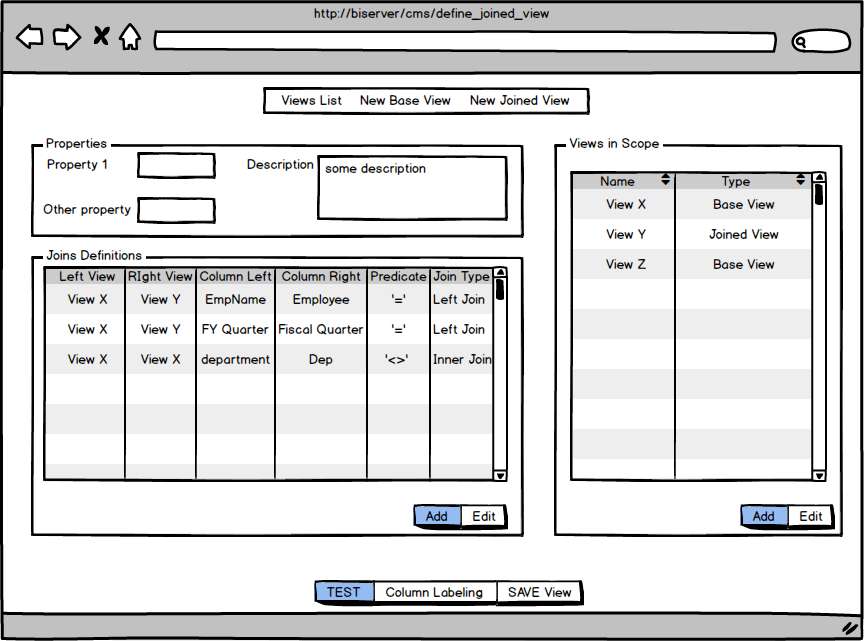 http://biserver/cms/define_joined_view
Views List New Base View New Joined View
Properties
Property 1
Description
some description
Other property
Joins Definitions
Left View RIght View Column Left Column Right Predicate Join Type
View X View Y EmpName Employee '=' Left Join
View X View Y FY Quarter Fiscal Quarter '=' Left Join
View X View X department Dep '<>' Inner Join
Add Edit
Views in Scope
Name Type
View X Base View
View Y Joined View
View Z Base View
Add Edit
TEST Column Labeling SAVE View